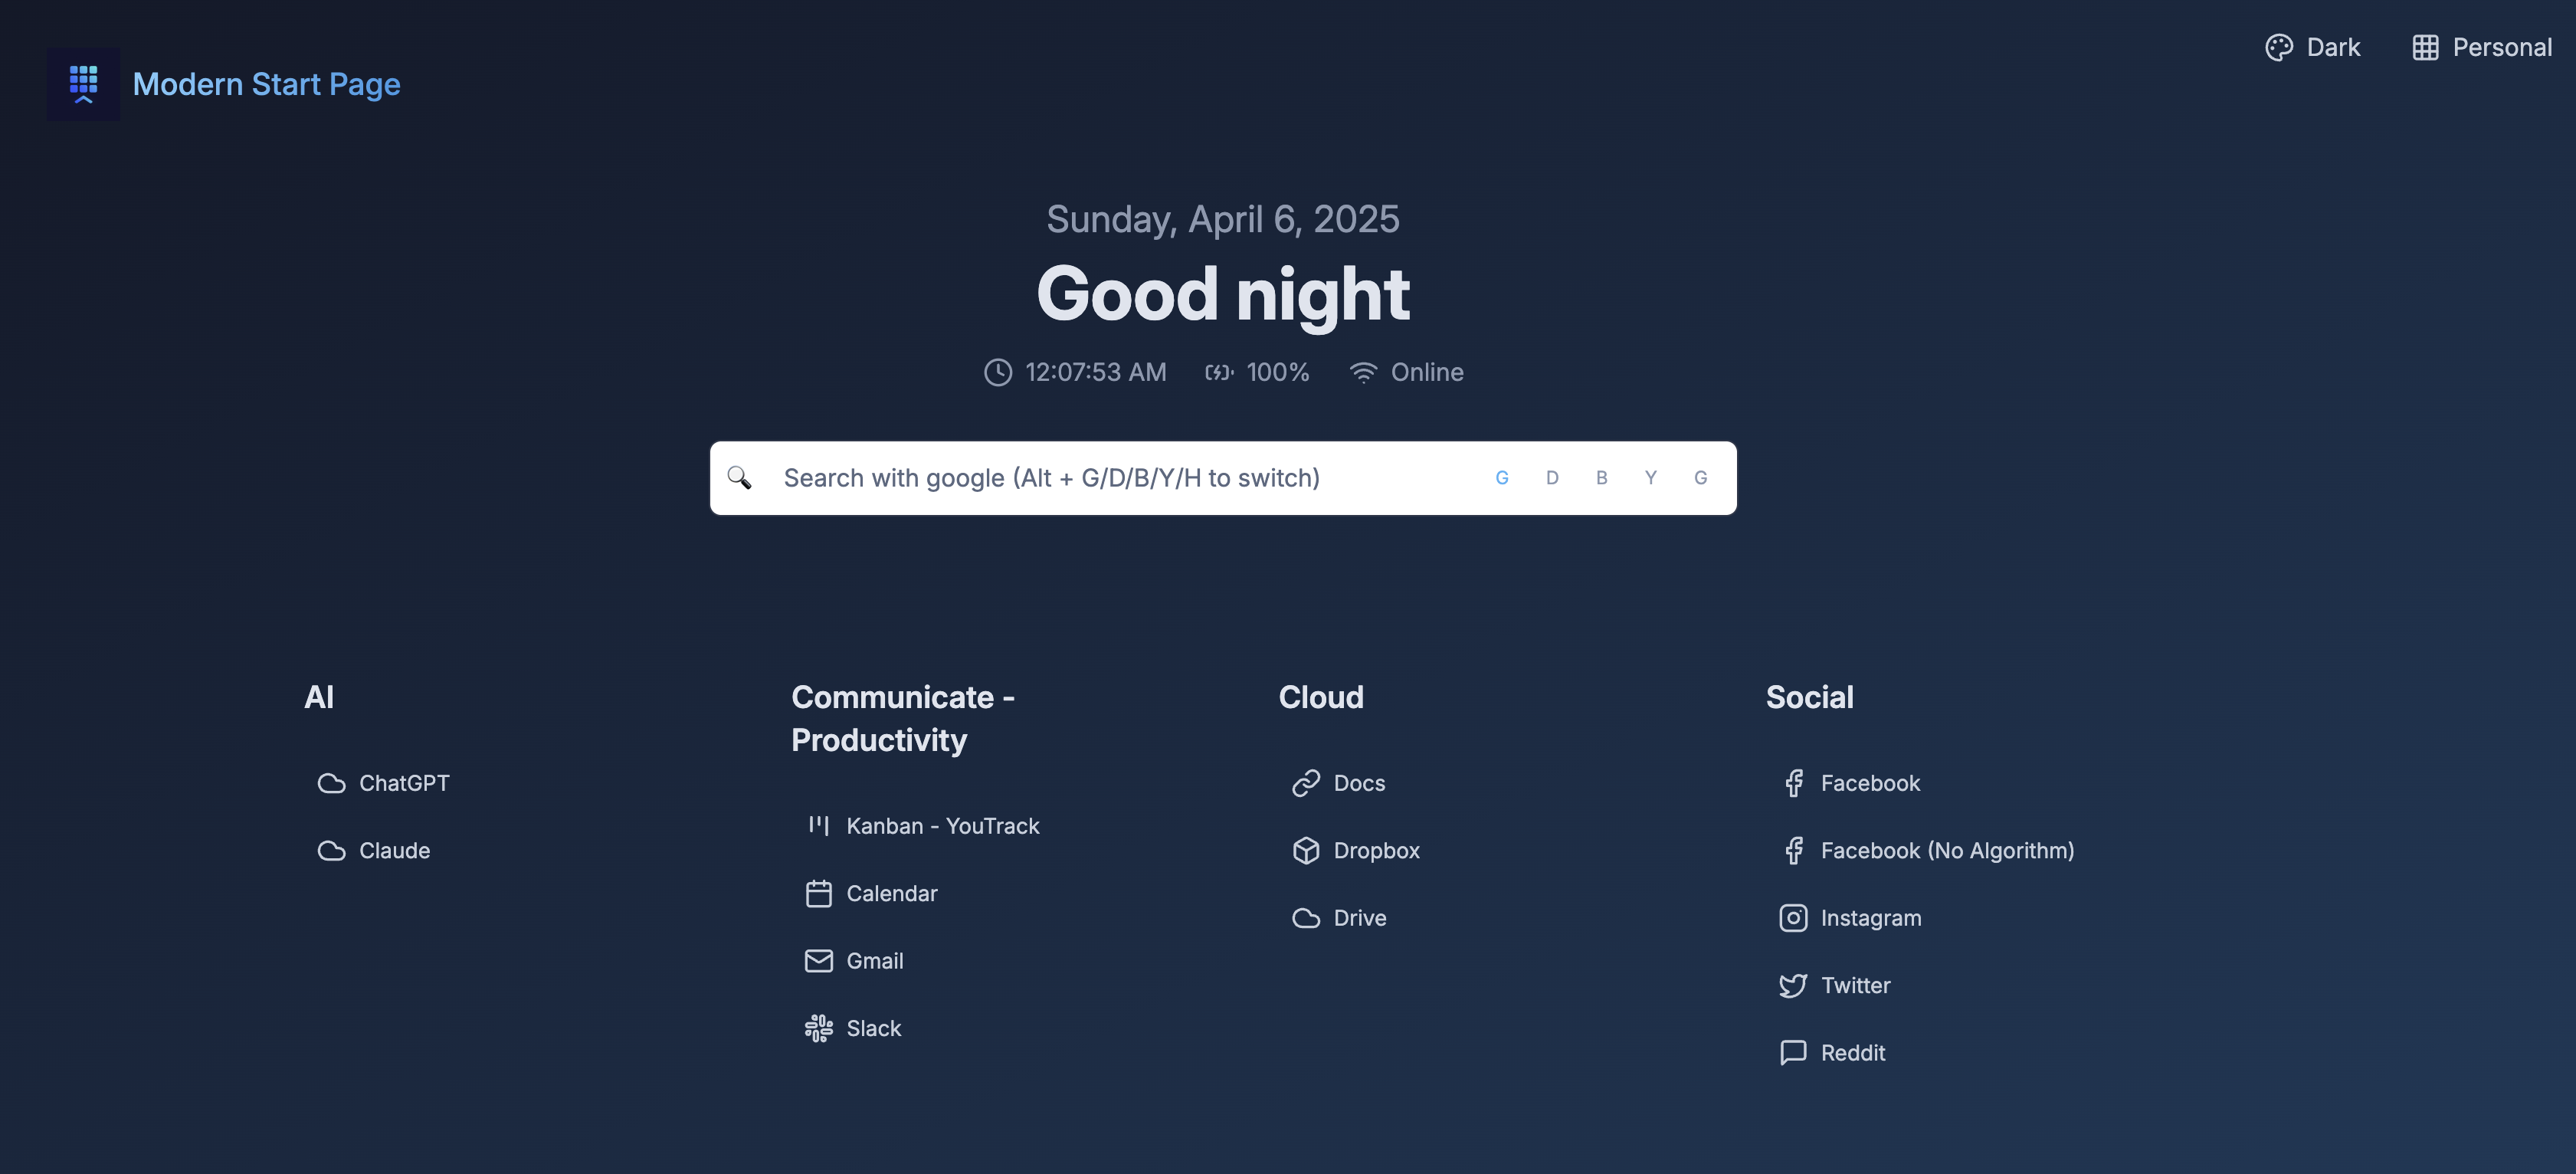 Modern Start Page
Dark
Personal
Sunday, April 6, 2025
Good night
12:07:53 AM
100%
Online
Search with google (Alt + G/D/B/Y/H to switch)
G D B Y G
AI
ChatGPT
Claude
Communicate -
Productivity
Kanban - YouTrack
Calendar
Gmail
Slack
Cloud
Docs
Dropbox
Drive
Social
Facebook
Facebook (No Algorithm)
Instagram
Twitter
Reddit